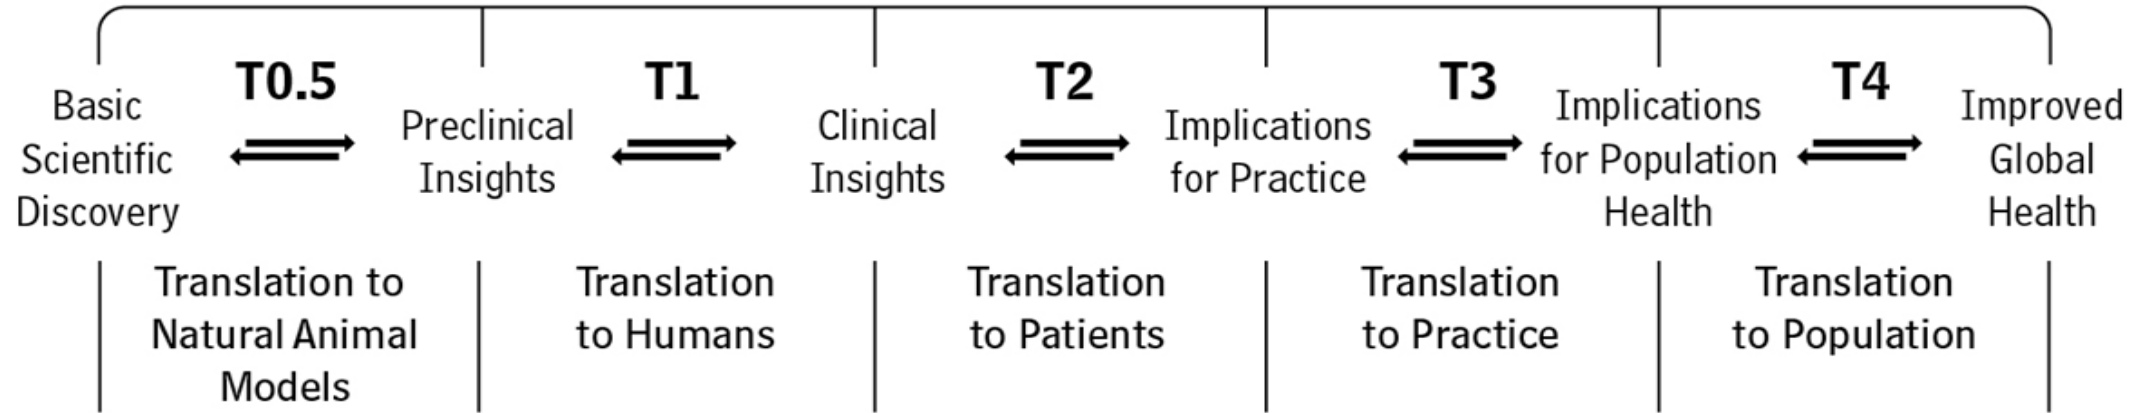 T0.5
T1
T2
T3
T4
Basic
Scientific
Discovery
Preclinical
Insights
Clinical
Insights
Implications
for Practice
Implications
for Population
Health
Improved
Global
Health
Translation to
Natural Animal
Models
Translation
to Humans
Translation
to Patients
Translation
to Practice
Translation
to Population